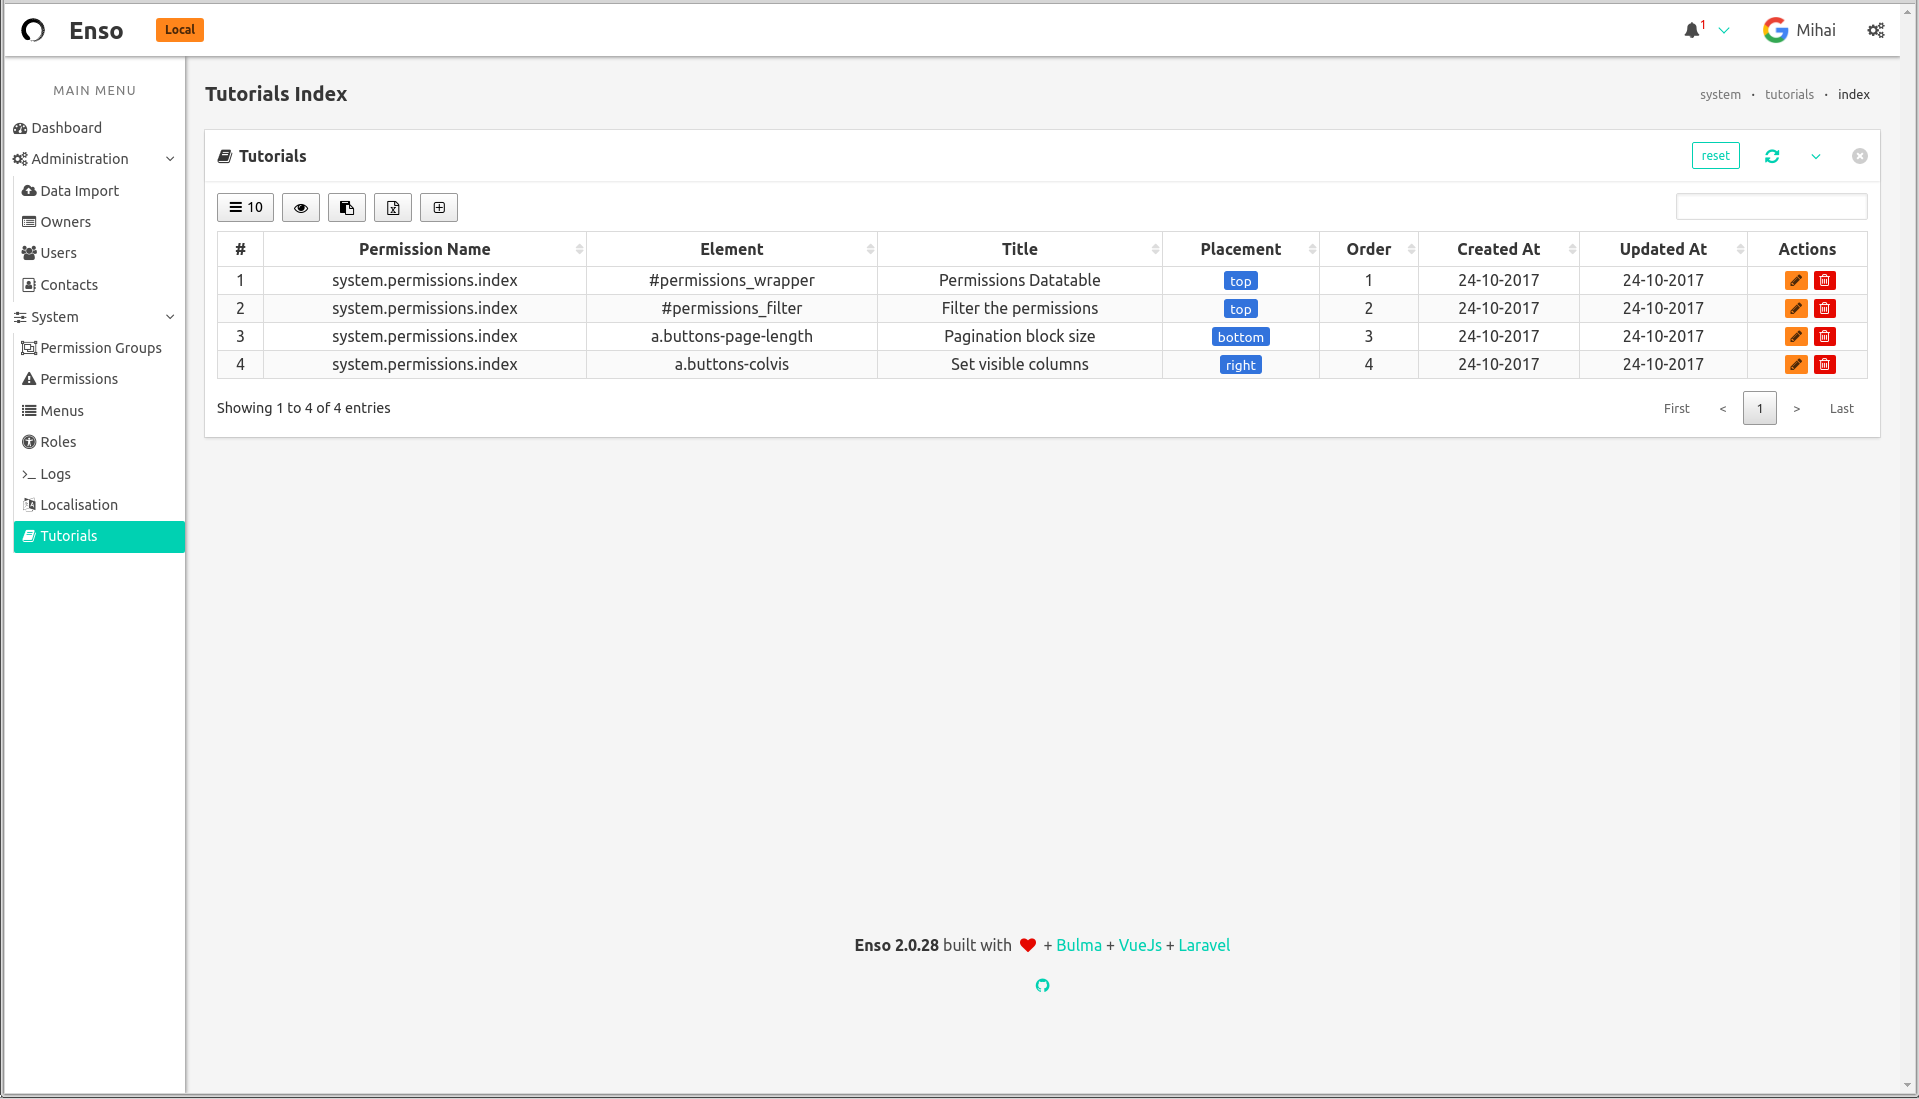 Enso Local 1 Mihai
MAIN MENU
Dashboard
Administration
Data Import
Owners
Users
Contacts
System
Permission Groups
Permissions
Menus
Roles
Logs
Localisation
Tutorials
Tutorials Index
system · tutorials · index
Tutorials reset
10
# Permission Name Element Title Placement Order Created At Updated At Actions
1 system.permissions.index #permissions_wrapper Permissions Datatable top 1 24-10-2017 24-10-2017
2 system.permissions.index #permissions_filter Filter the permissions top 2 24-10-2017 24-10-2017
3 system.permissions.index a.buttons-page-length Pagination block size bottom 3 24-10-2017 24-10-2017
4 system.permissions.index a.buttons-colvis Set visible columns right 4 24-10-2017 24-10-2017
Showing 1 to 4 of 4 entries
First < 1 > Last
Enso 2.0.28 built with + Bulma + VueJs + Laravel